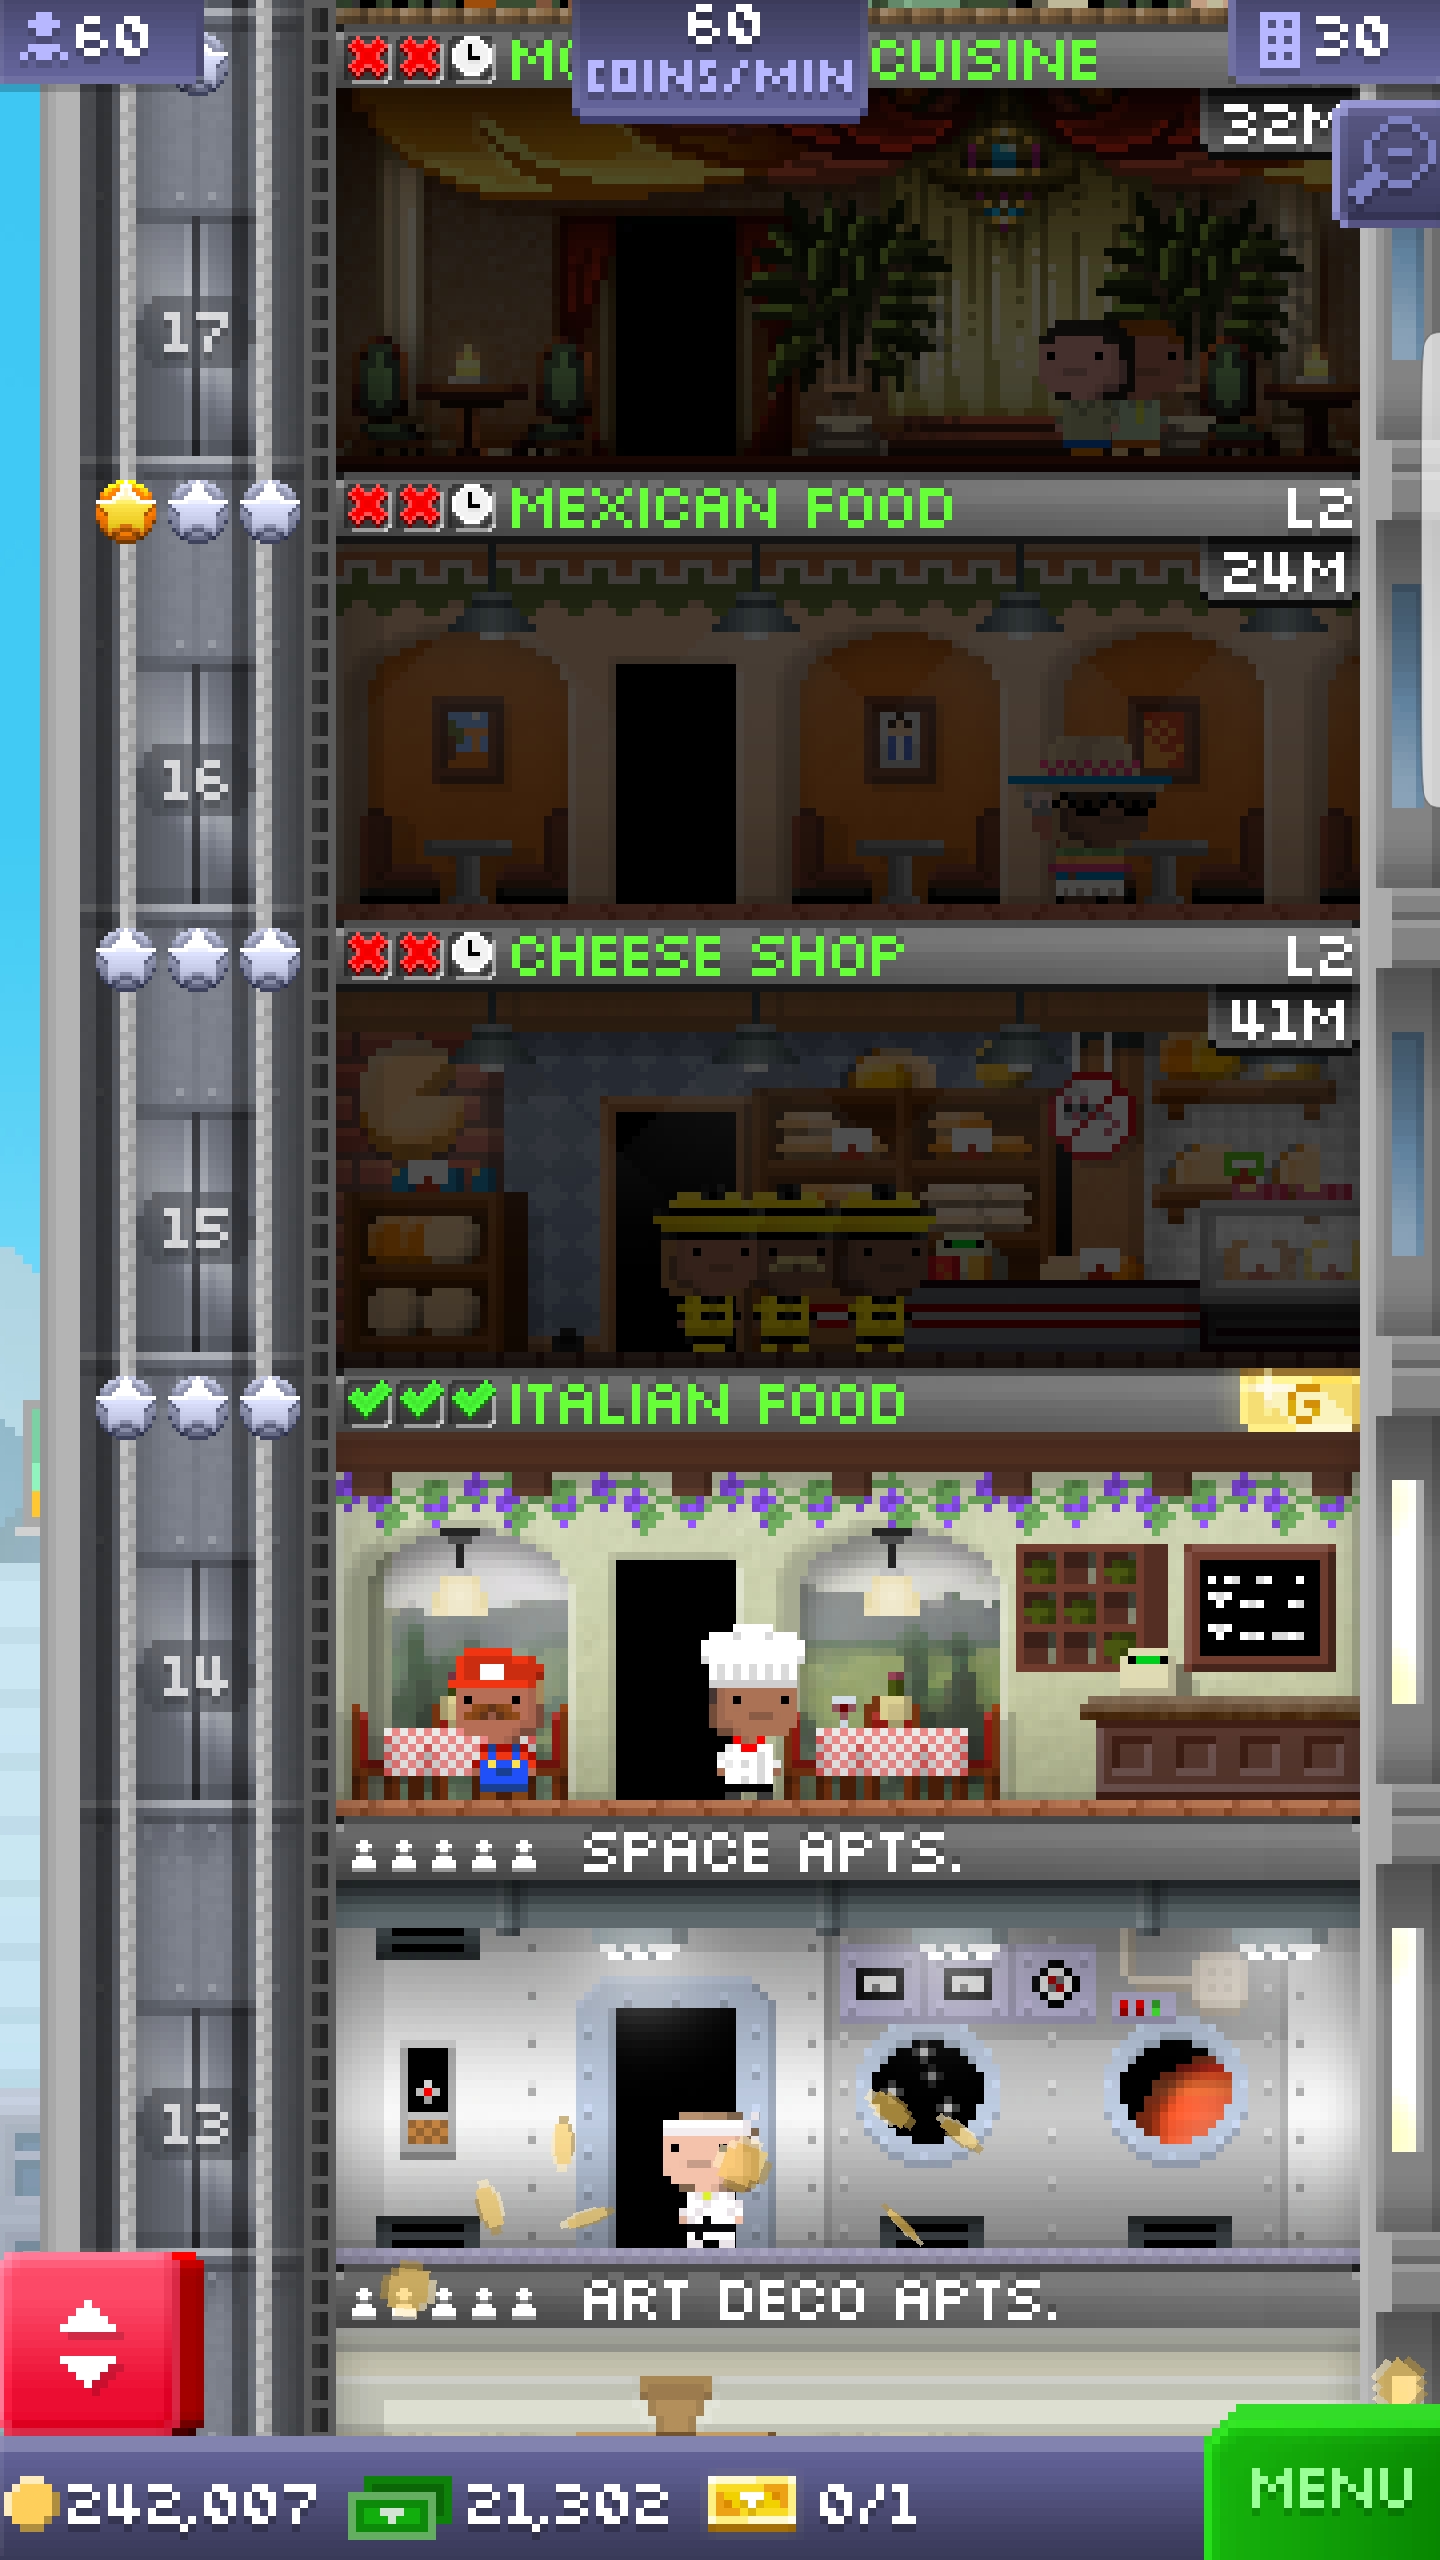 60
60
COINS/MIN
30
CUISINE
32M
17
MEXICAN FOOD
L2
24M
16
CHEESE SHOP
L2
41M
15
ITALIAN FOOD
G
14
SPACE APTS.
13
ART DECO APTS.
242,007
21,302
0/1
MENU